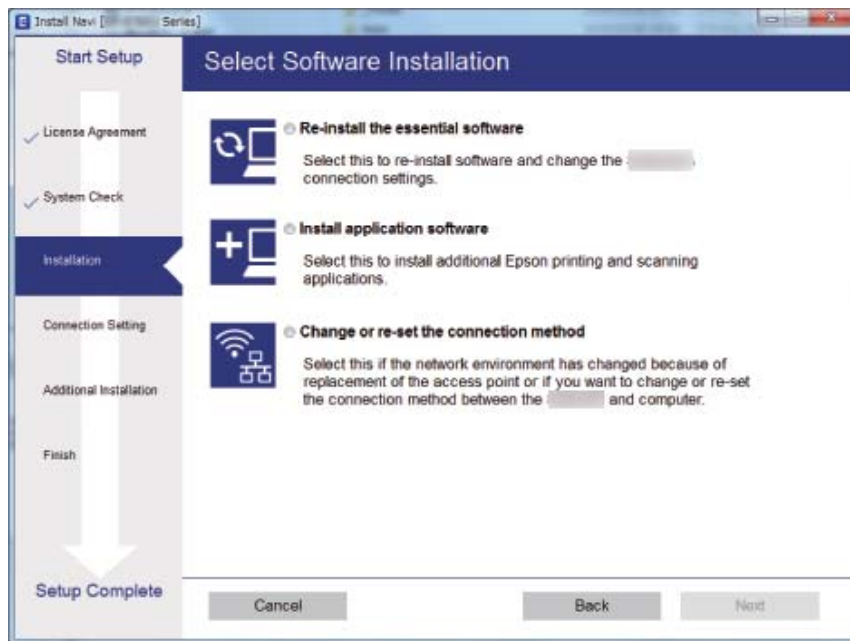 Install Navi [ Series]
Start Setup
License Agreement
System Check
Installation
Connection Setting
Additional Installation
Finish
Setup Complete
Select Software Installation
Re-install the essential software
Select this to re-install software and change the
connection settings.
Install application software
Select this to install additional Epson printing and scanning
applications.
Change or re-set the connection method
Select this if the network environment has changed because of
replacement of the access point or if you want to change or re-set
the connection method between the and computer.
Cancel
Back
Next